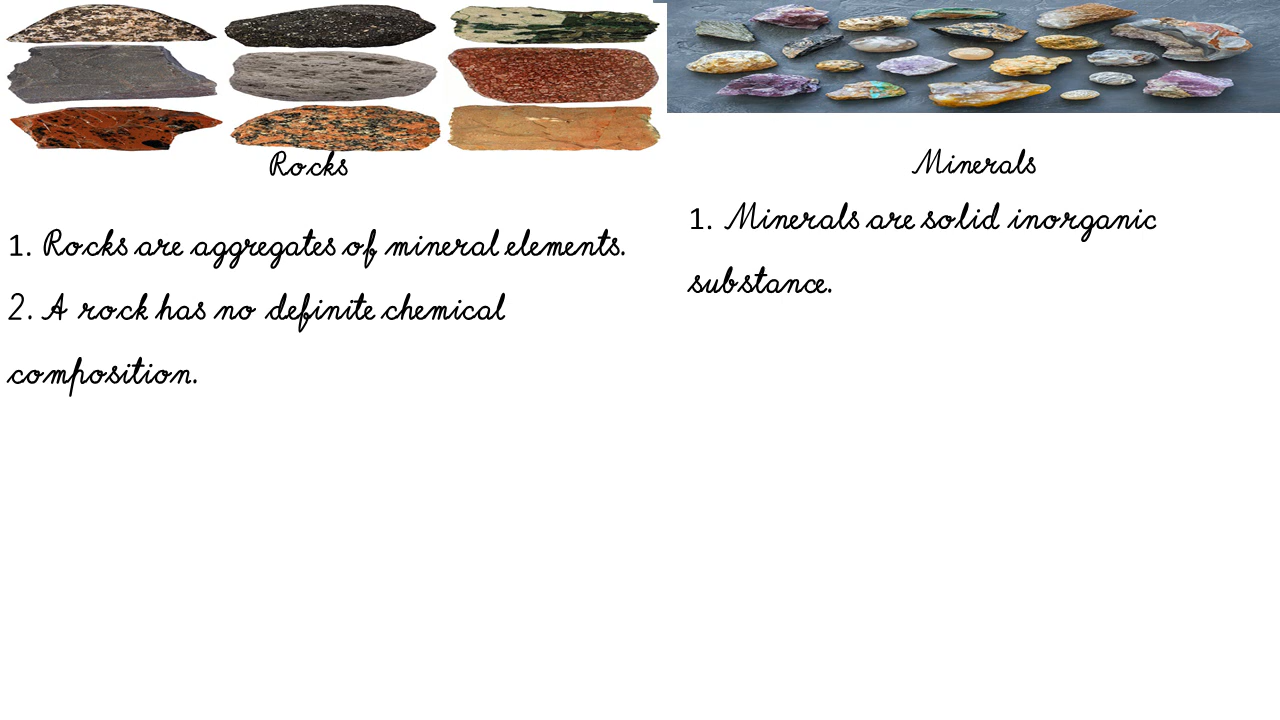 Rocks
1. Rocks are aggregates of mineral elements.
2. A rock has no definite chemical
composition.
Minerals
1. Minerals are solid inorganic
substance.